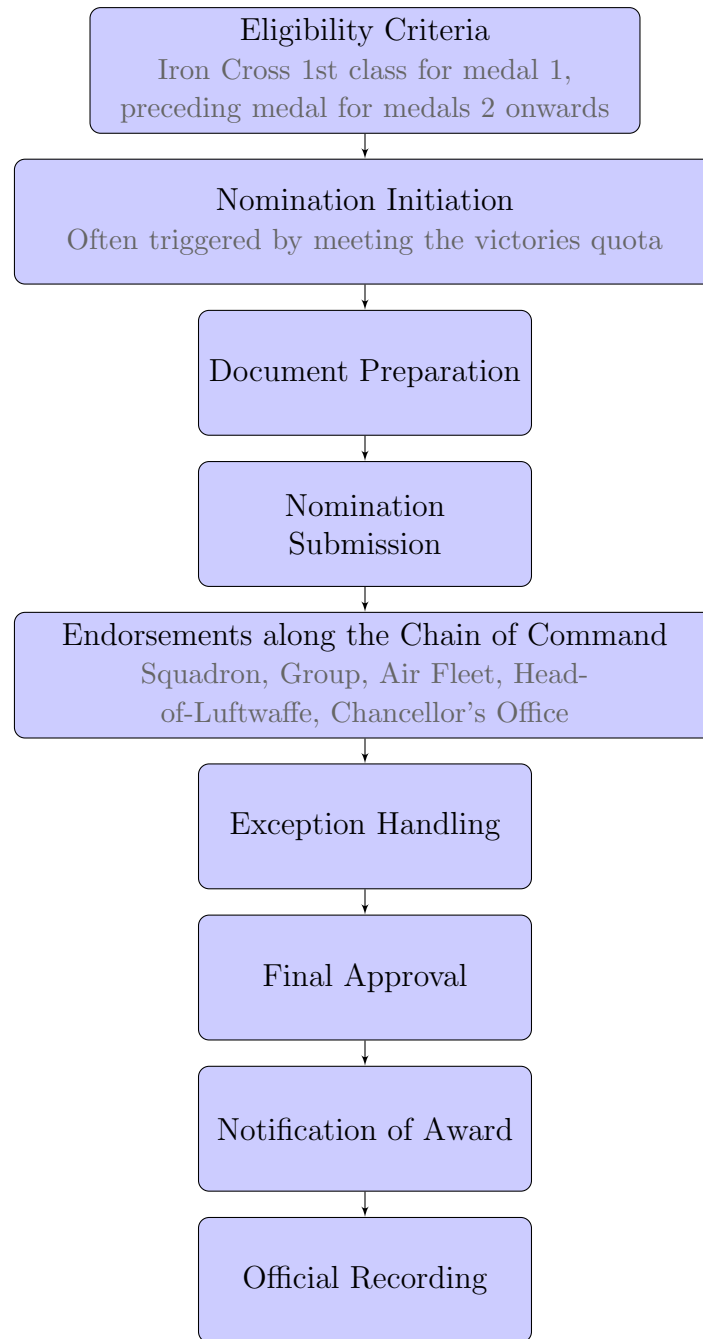 Eligibility Criteria
Iron Cross 1st class for medal 1,
preceding medal for medals 2 onwards
Nomination Initiation
Often triggered by meeting the victories quota
Document Preparation
Nomination
Submission
Endorsements along the Chain of Command
Squadron, Group, Air Fleet, Head-
of-Luftwaffe, Chancellor's Office
Exception Handling
Final Approval
Notification of Award
Official Recording